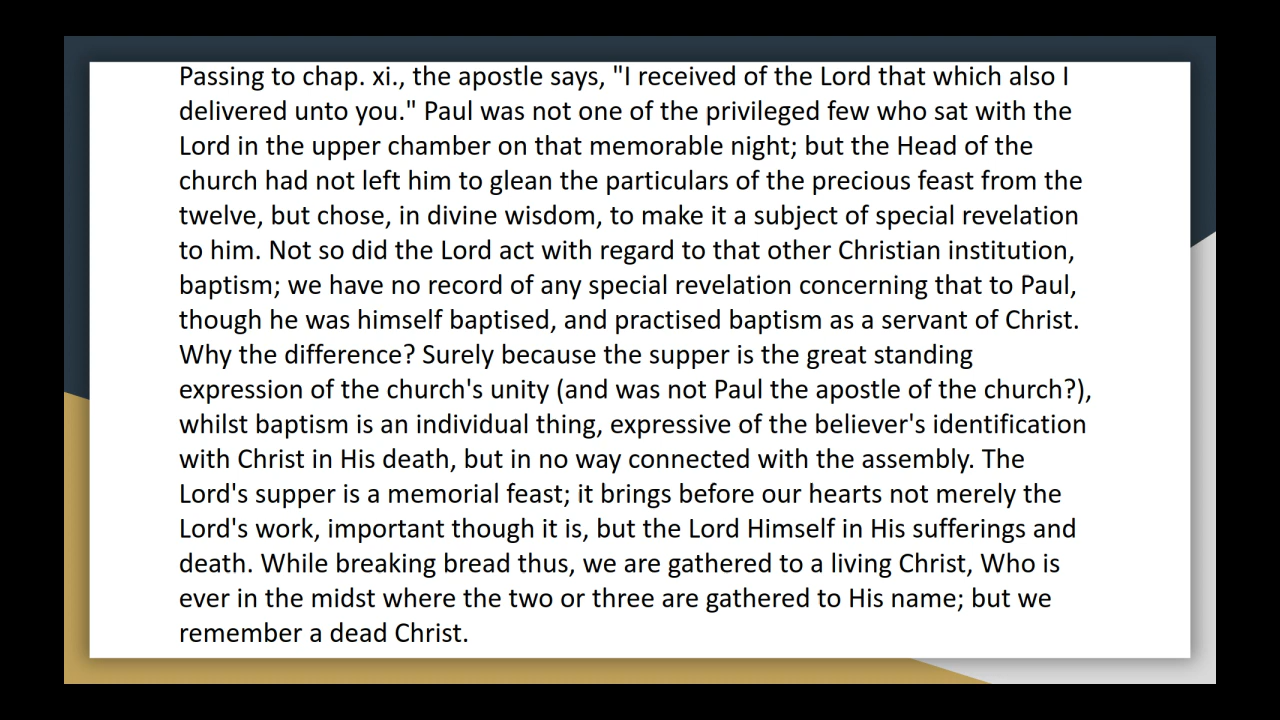 Passing to chap. xi., the apostle says, "I received of the Lord that which also I
delivered unto you." Paul was not one of the privileged few who sat with the
Lord in the upper chamber on that memorable night; but the Head of the
church had not left him to glean the particulars of the precious feast from the
twelve, but chose, in divine wisdom, to make it a subject of special revelation
to him. Not so did the Lord act with regard to that other Christian institution,
baptism; we have no record of any special revelation concerning that to Paul,
though he was himself baptised, and practised baptism as a servant of Christ.
Why the difference? Surely because the supper is the great standing
expression of the church's unity (and was not Paul the apostle of the church?),
whilst baptism is an individual thing, expressive of the believer's identification
with Christ in His death, but in no way connected with the assembly. The
Lord's supper is a memorial feast; it brings before our hearts not merely the
Lord's work, important though it is, but the Lord Himself in His sufferings and
death. While breaking bread thus, we are gathered to a living Christ, Who is
ever in the midst where the two or three are gathered to His name; but we
remember a dead Christ.